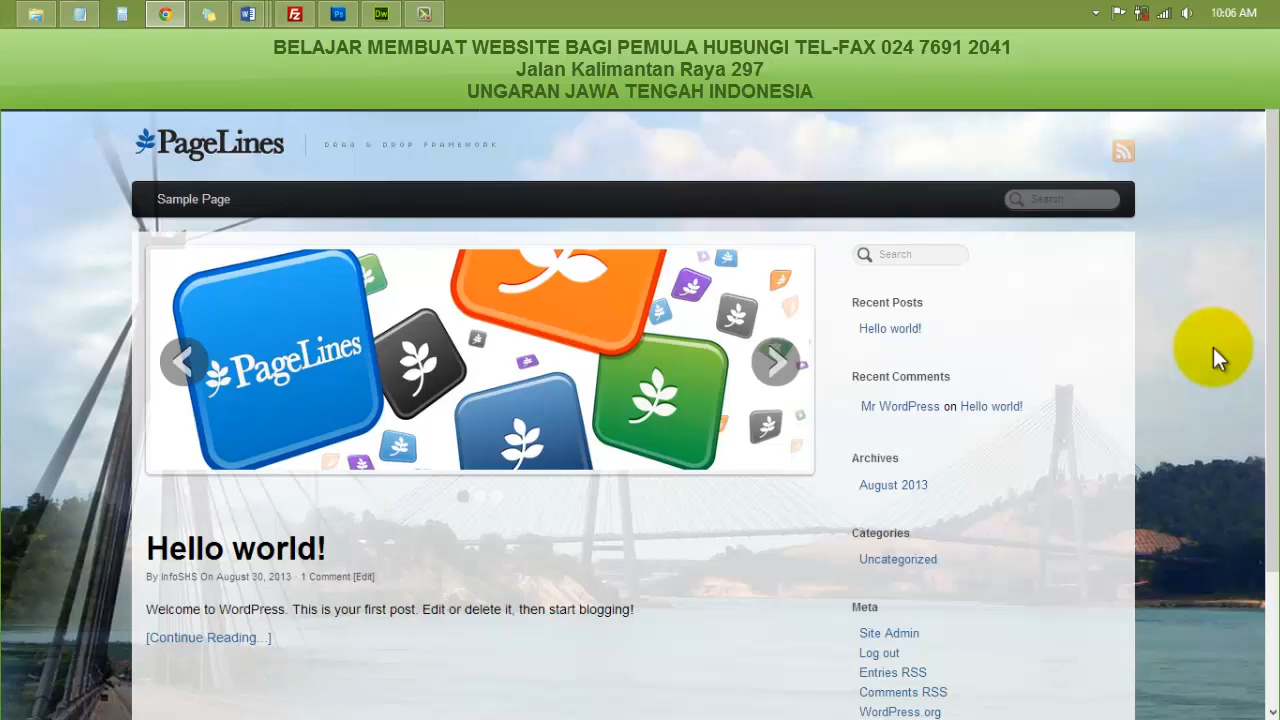 10:06 AM
BELAJAR MEMBUAT WEBSITE BAGI PEMULA HUBUNGI TEL-FAX 024 7691 2041
Jalan Kalimantan Raya 297
UNGARAN JAWA TENGAH INDONESIA
PageLines
DRAG & DROP FRAMEWORK
Sample Page
Search
PageLines
Search
Recent Posts
Hello world!
Recent Comments
Mr WordPress on Hello world!
Archives
August 2013
Categories
Uncategorized
Meta
Site Admin
Log out
Entries RSS
Comments RSS
WordPress.org
Hello world!
By InfoSHS On August 30, 2013 · 1 Comment [Edit]
Welcome to WordPress. This is your first post. Edit or delete it, then start blogging!
[Continue Reading...]